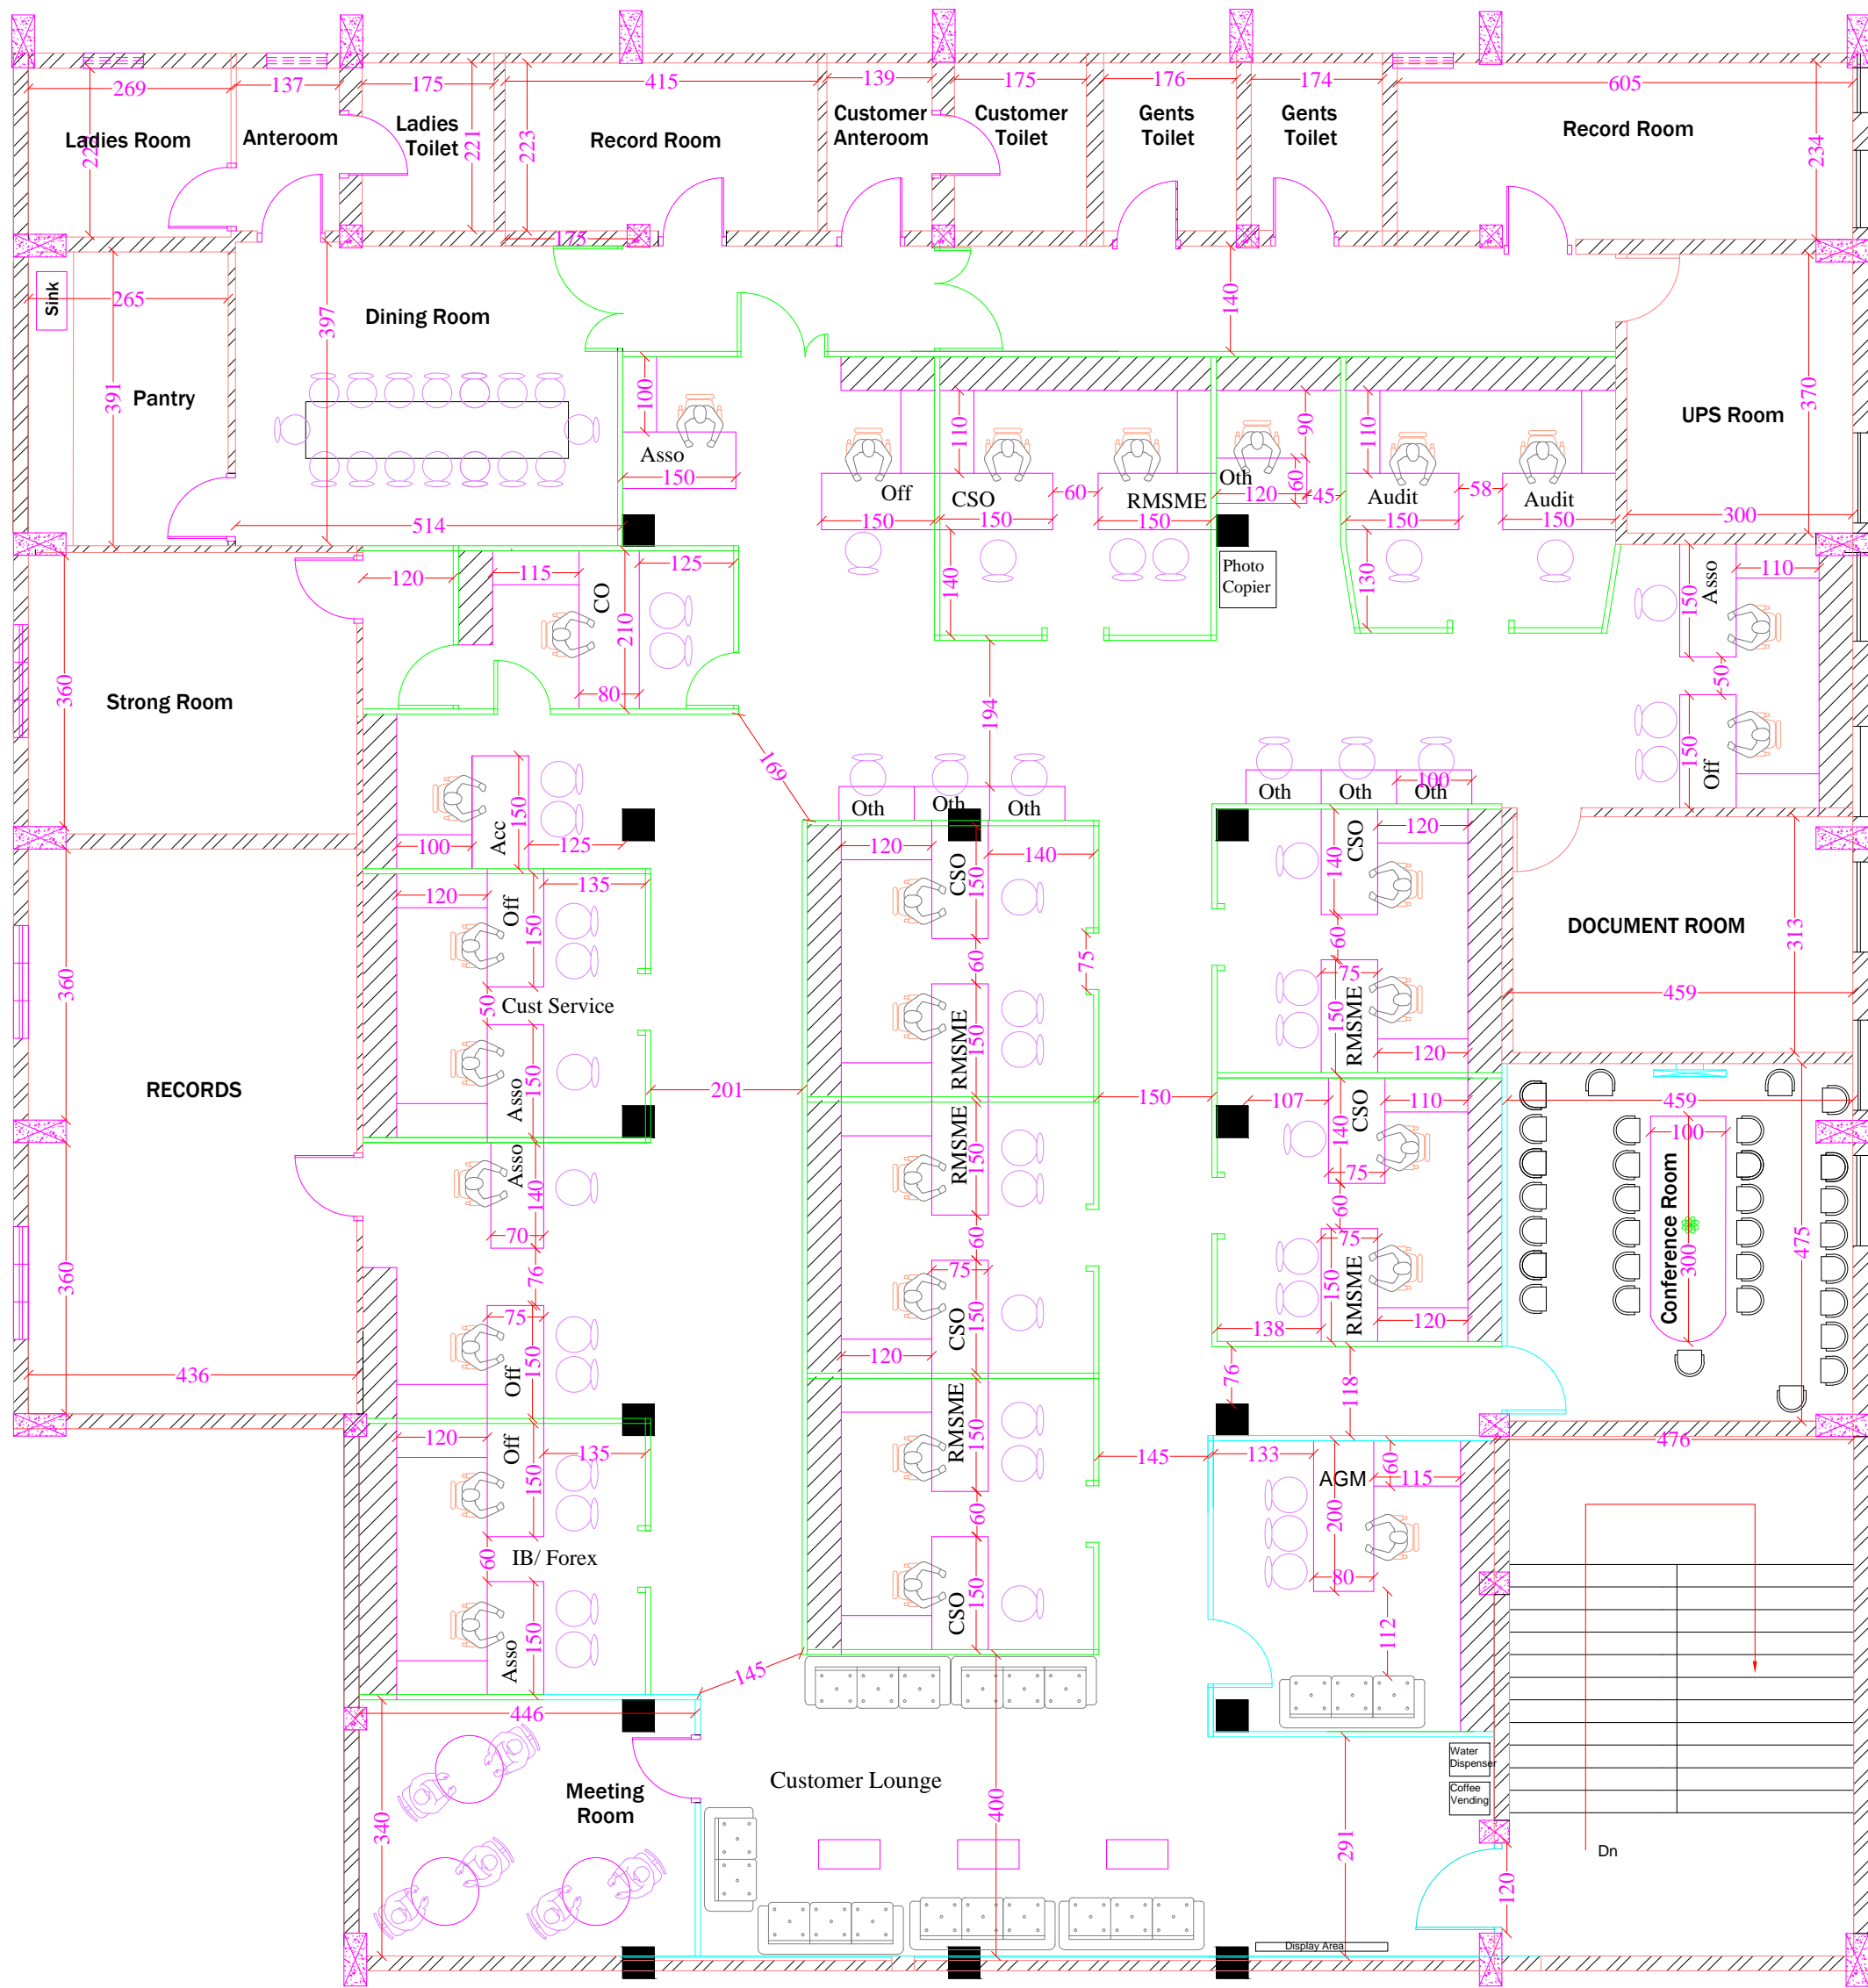 269
137
175
415
139
175
176
174
605
Ladies Room
Anteroom
Ladies
Toilet
Record Room
Customer
Anteroom
Customer
Toilet
Gents
Toilet
Gents
Toilet
Record Room
221
223
234
175
Sink
265
397
Dining Room
140
391
Pantry
100
Asso
150
Off
150
110
CSO
150
60
RMSME
150
90
Oth
120
60
45
110
Audit
150
58
Audit
150
UPS Room
370
300
514
120
115
CO
125
210
80
140
Photo
Copier
130
Asso
150
110
50
150
Off
360
Strong Room
194
169
Acc
150
100
125
Oth
Oth
Oth
Oth
Oth
Oth
100
120
CSO
150
140
60
75
RMSME
150
CSO
140
120
60
75
RMSME
150
120
DOCUMENT ROOM
313
459
120
Off
150
135
50
Cust Service
Asso
150
360
RECORDS
201
150
107
CSO
140
110
75
60
75
RMSME
150
138
120
459
100
Conference Room
300
475
Asso
140
70
76
75
Off
150
360
436
RMSME
150
60
75
CSO
150
120
76
118
476
120
Off
150
135
60
IB/ Forex
Asso
150
RMSME
150
60
CSO
150
145
133
AGM
60
115
200
80
112
145
446
Meeting
Room
340
Customer Lounge
400
291
Water
Dispenser
Coffee
Vending
Dn
120
Display Area